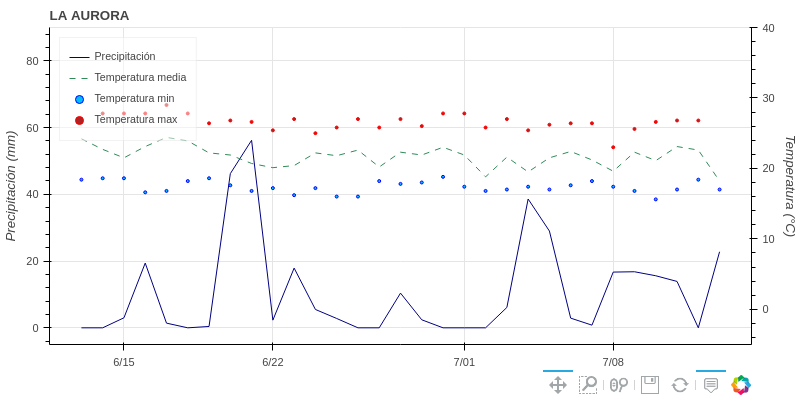 LA AURORA
Precipitación
Temperatura media
Temperatura min
Temperatura max
Precipitación (mm)
80
60
40
20
0
Temperatura (°C)
40
30
20
10
0
6/15
6/22
7/01
7/08